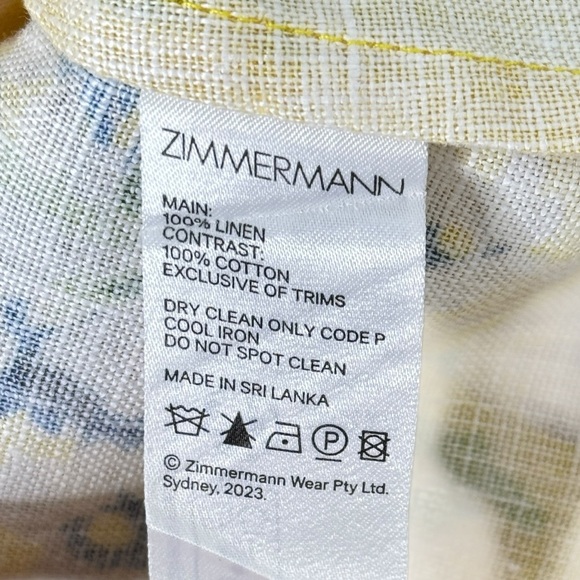 ZIMMERMANN
MAIN:
100% LINEN
CONTRAST:
100% COTTON
EXCLUSIVE OF TRIMS
DRY CLEAN ONLY CODE P
COOL IRON
DO NOT SPOT CLEAN
MADE IN SRI LANKA
P
© Zimmermann Wear Pty Ltd.
Sydney, 2023.